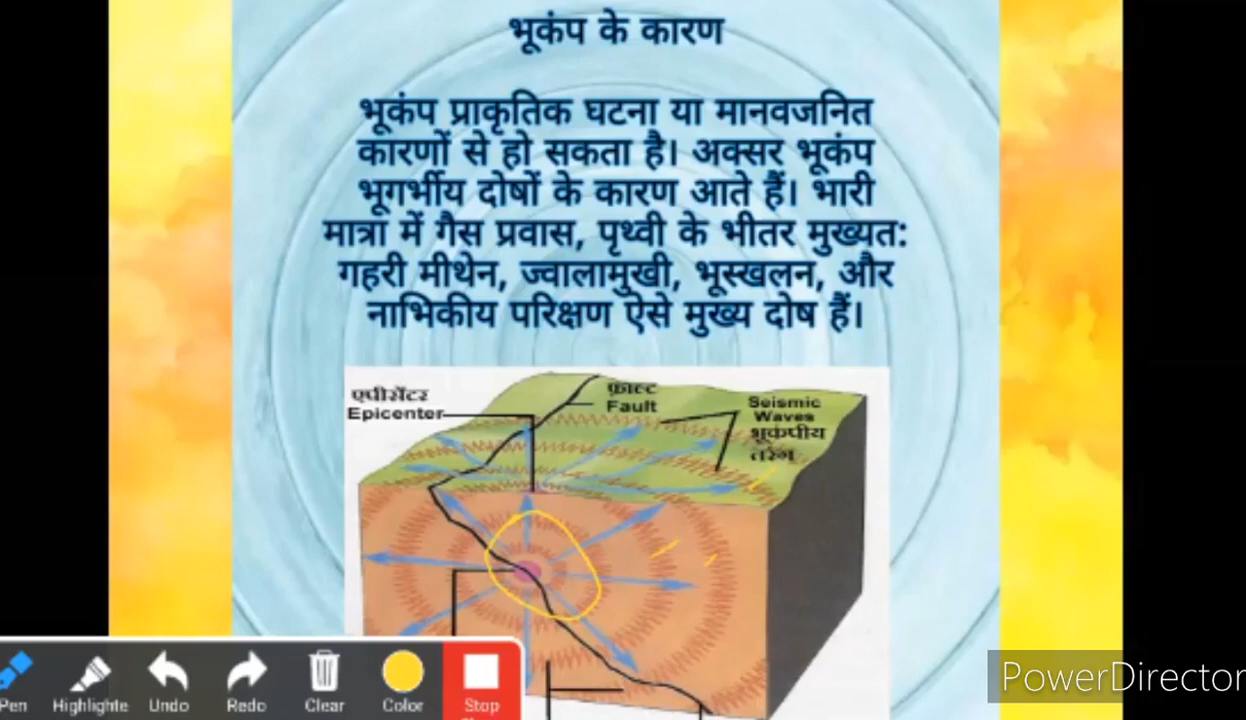 भूकंप के कारण
भूकंप प्राकृतिक घटना या मानवजनित
कारणों से हो सकता है। अक्सर भूकंप
भूगर्भीय दोषों के कारण आते हैं। भारी
मात्रा में गैस प्रवास, पृथ्वी के भीतर मुख्यत:
गहरी मीथेन, ज्वालामुखी, भूस्खलन, और
नाभिकीय परिक्षण ऐसे मुख्य दोष हैं।
एपीसेंटर
Epicenter
फ़ाल्ट
Fault
Seismic
Waves
भूकंपीय
तरंग
Pen
Highlighte
Undo
Redo
Clear
Color
Stop
PowerDirector